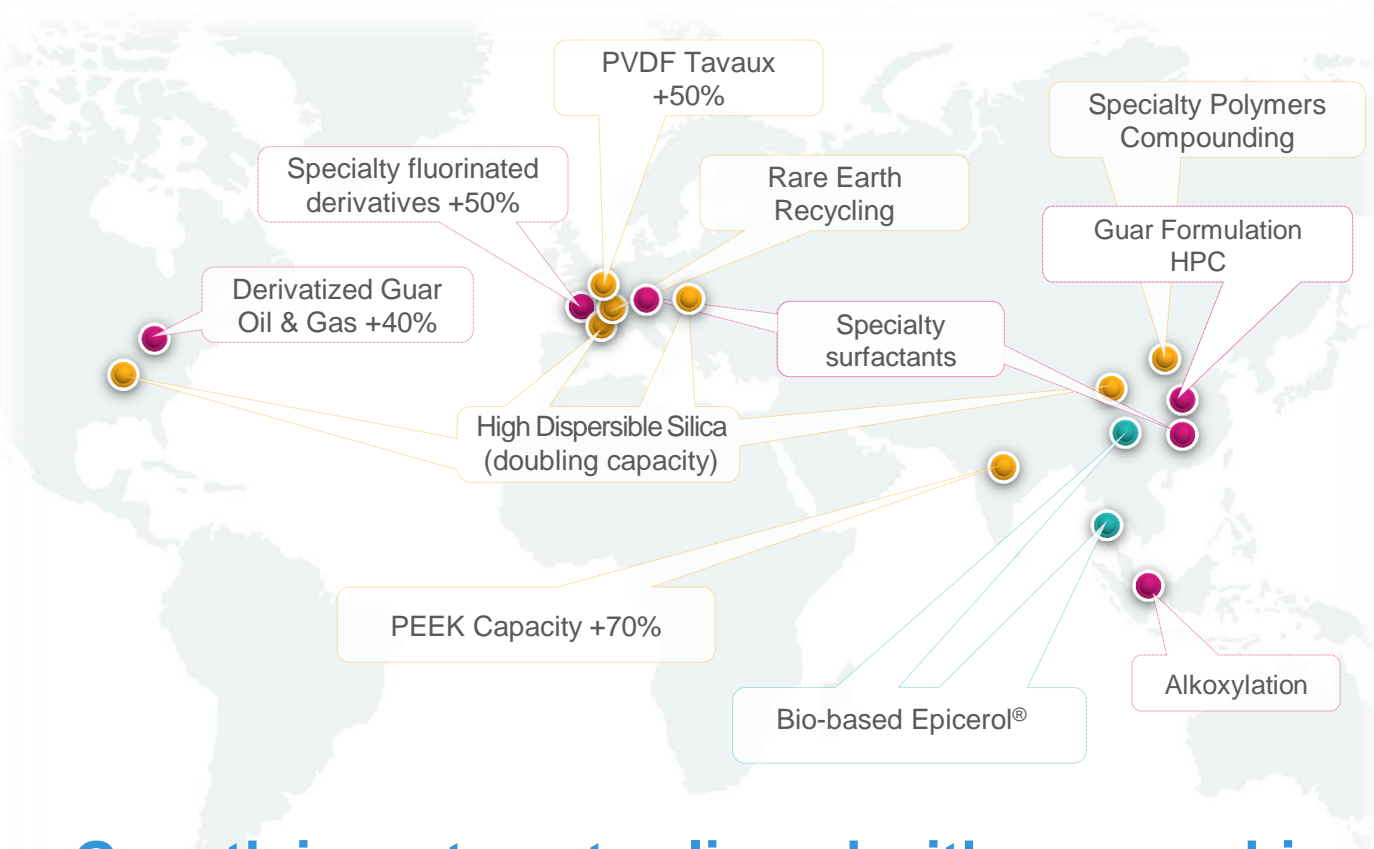 PVDF Tavaux
+50%
Specialty Polymers
Compounding
Specialty fluorinated
derivatives +50%
Rare Earth
Recycling
Guar Formulation
HPC
Derivatized Guar
Oil & Gas +40%
Specialty
surfactants
High Dispersible Silica
(doubling capacity)
PEEK Capacity +70%
Alkoxylation
Bio-based Epicerol®